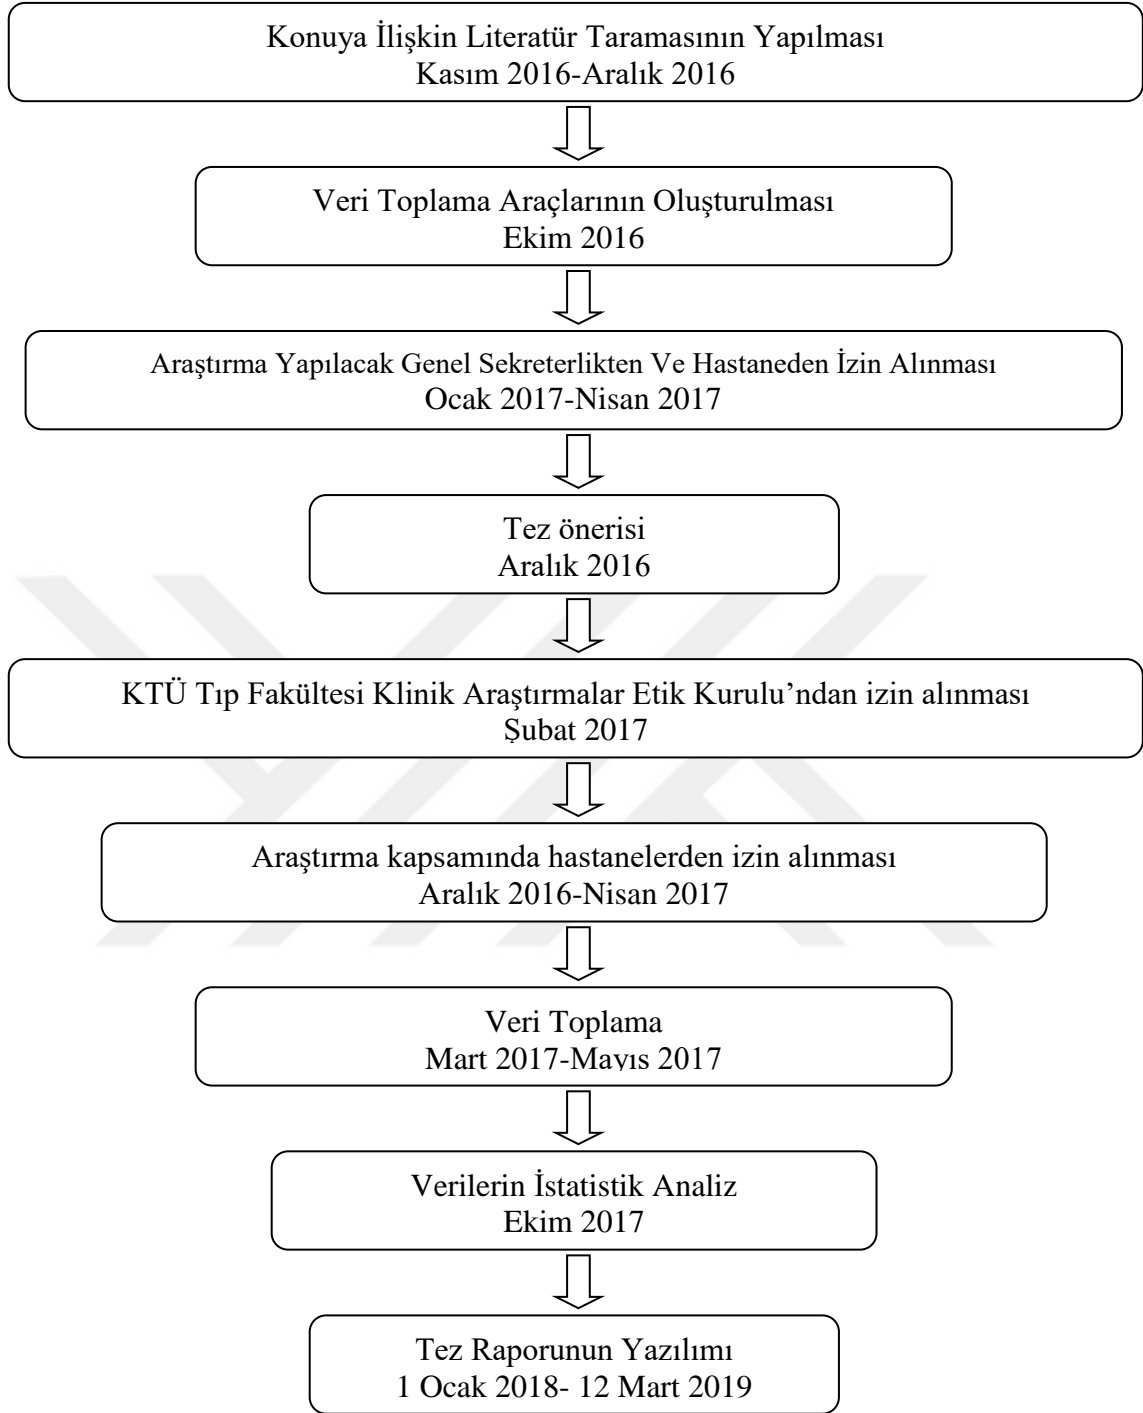 Konuya İlişkin Literatür Taramasının Yapılması
Kasım 2016-Aralık 2016
Veri Toplama Araçlarının Oluşturulması
Ekim 2016
Araştırma Yapılacak Genel Sekreterlikten Ve Hastaneden İzin Alınması
Ocak 2017-Nisan 2017
Tez önerisi
Aralık 2016
KTÜ Tıp Fakültesi Klinik Araştırmalar Etik Kurulu’ndan izin alınması
Şubat 2017
Araştırma kapsamında hastanelerden izin alınması
Aralık 2016-Nisan 2017
Veri Toplama
Mart 2017-Mayıs 2017
Verilerin İstatistik Analiz
Ekim 2017
Tez Raporunun Yazılımı
1 Ocak 2018- 12 Mart 2019